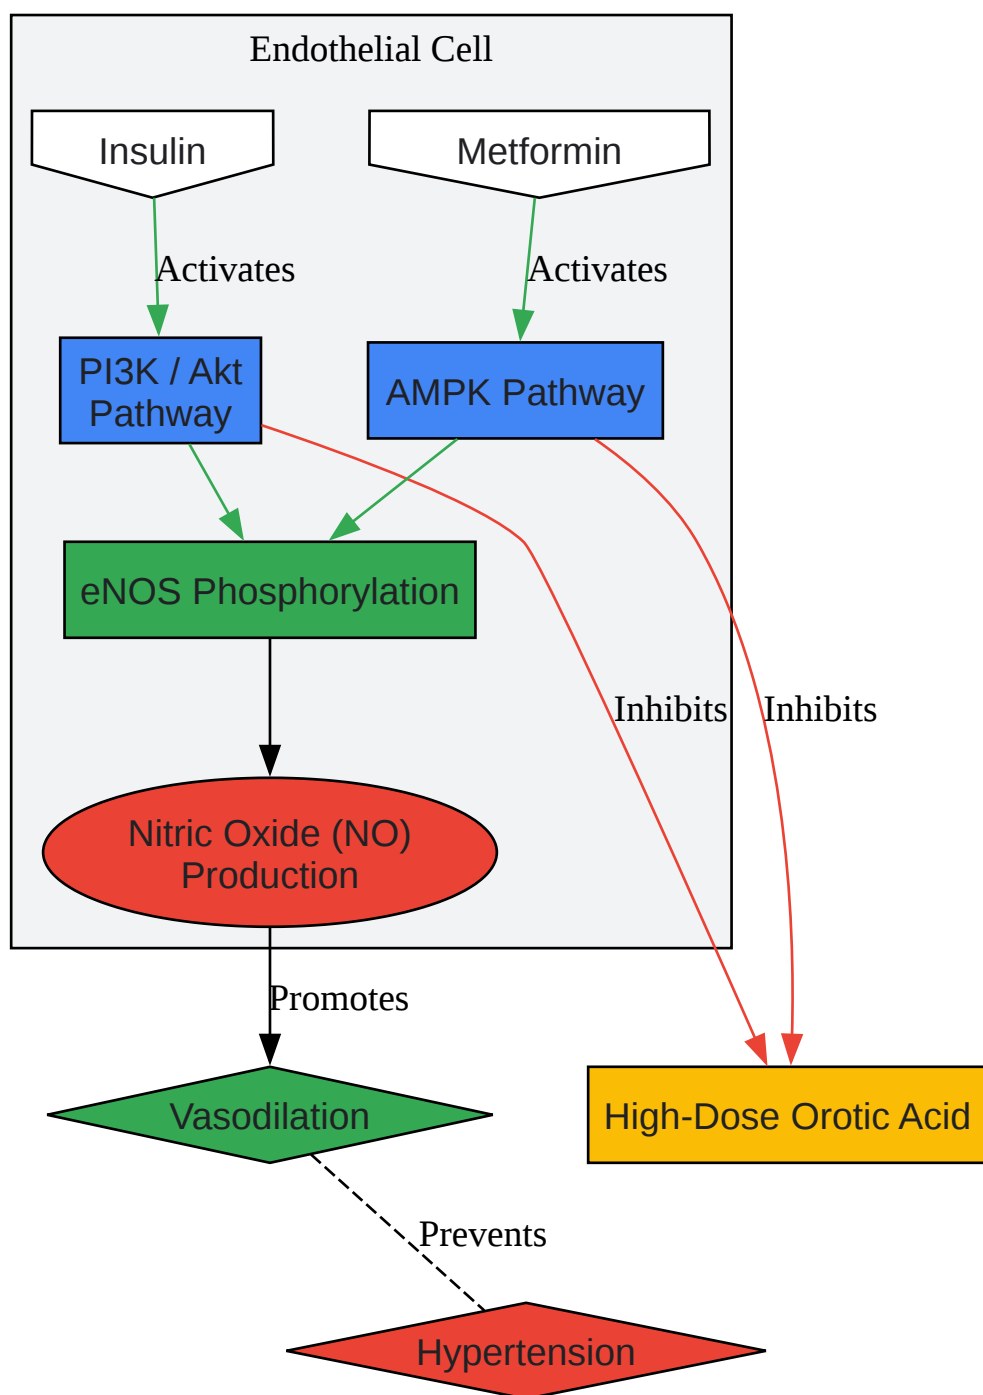 Endothelial Cell
Insulin
Metformin
Activates
Activates
PI3K / Akt
Pathway
AMPK Pathway
eNOS Phosphorylation
Inhibits
Inhibits
Nitric Oxide (NO)
Production
Promotes
Vasodilation
High-Dose Orotic Acid
Prevents
Hypertension